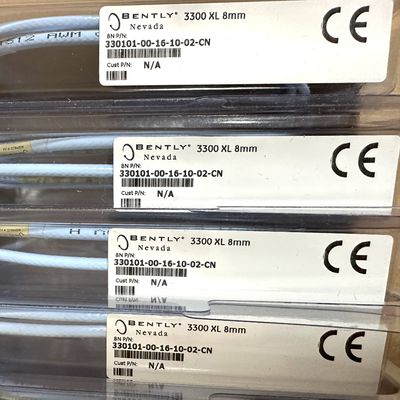 BENTLY® 3300 XL 8mm
Nevada
BN P/N:
330101-00-16-10-02-CN
Cust P/N: N/A
CE
AWM
BENTLY® 3300 XL 8mm
Nevada
BN P/N:
330101-00-16-10-02-CN
Cust P/N: N/A
CE
BENTLY® 3300 XL 8mm
Nevada
BN P/N:
330101-00-16-10-02-CN
Cust P/N: N/A
CE
BENTLY® 3300 XL 8mm
Nevada
BN P/N:
330101-00-16-10-02-CN
Cust P/N: N/A
CE